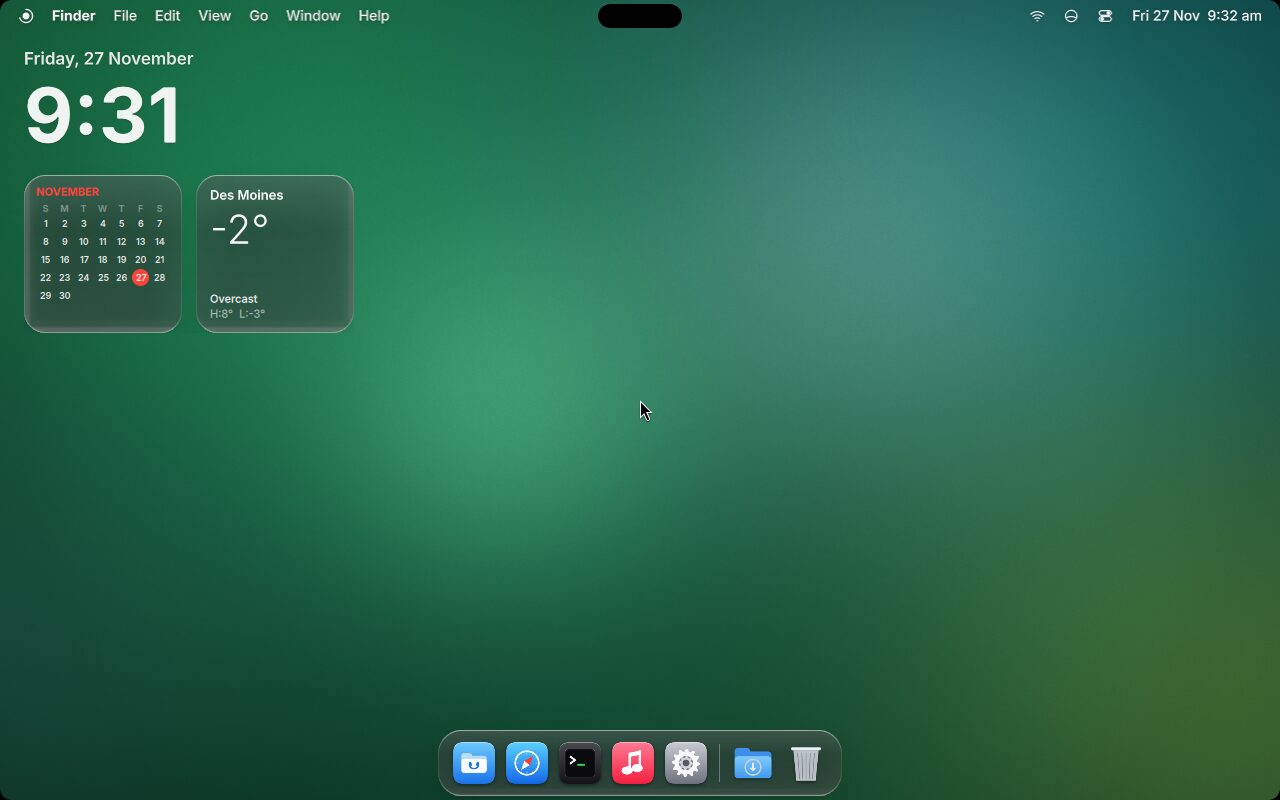 Finder File Edit View Go Window Help Fri 27 Nov 9:32 am
Friday, 27 November
9:31
NOVEMBER
S M T W T F S
1 2 3 4 5 6 7
8 9 10 11 12 13 14
15 16 17 18 19 20 21
22 23 24 25 26 27 28
29 30
Des Moines
-2°
Overcast
H:8° L:-3°